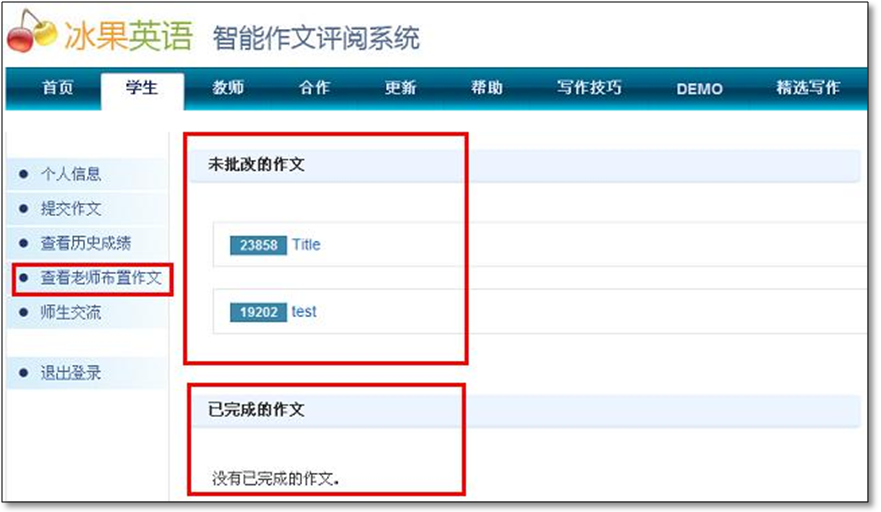 冰果英语 智能作文评阅系统
首页 学生 教师 合作 更新 帮助 写作技巧 DEMO 精选写作
个人信息
提交作文
查看历史成绩
查看老师布置作文
师生交流
退出登录
未批改的作文
23858 Title
19202 test
已完成的作文
没有已完成的作文。